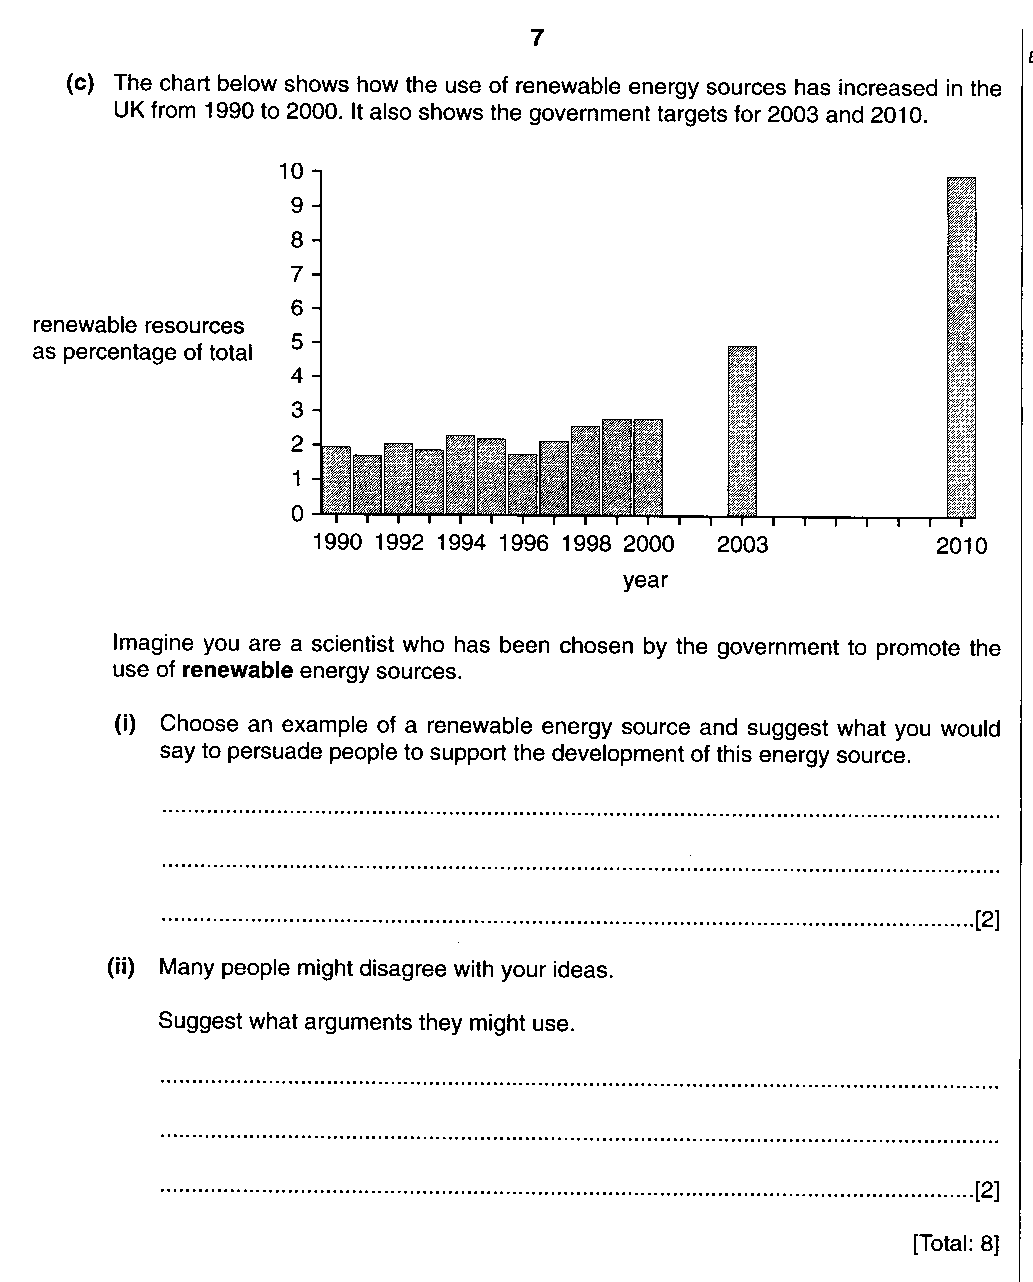 7
(c) The chart below shows how the use of renewable energy sources has increased in the
UK from 1990 to 2000. It also shows the government targets for 2003 and 2010.
10
9
8
7
6
renewable resources
as percentage of total
5
4
3
2
1
0
1990 1992 1994 1996 1998 2000 2003 2010
year
Imagine you are a scientist who has been chosen by the government to promote the
use of renewable energy sources.
(i) Choose an example of a renewable energy source and suggest what you would
say to persuade people to support the development of this energy source.
[2]
(ii) Many people might disagree with your ideas.
Suggest what arguments they might use.
[2]
[Total: 8]